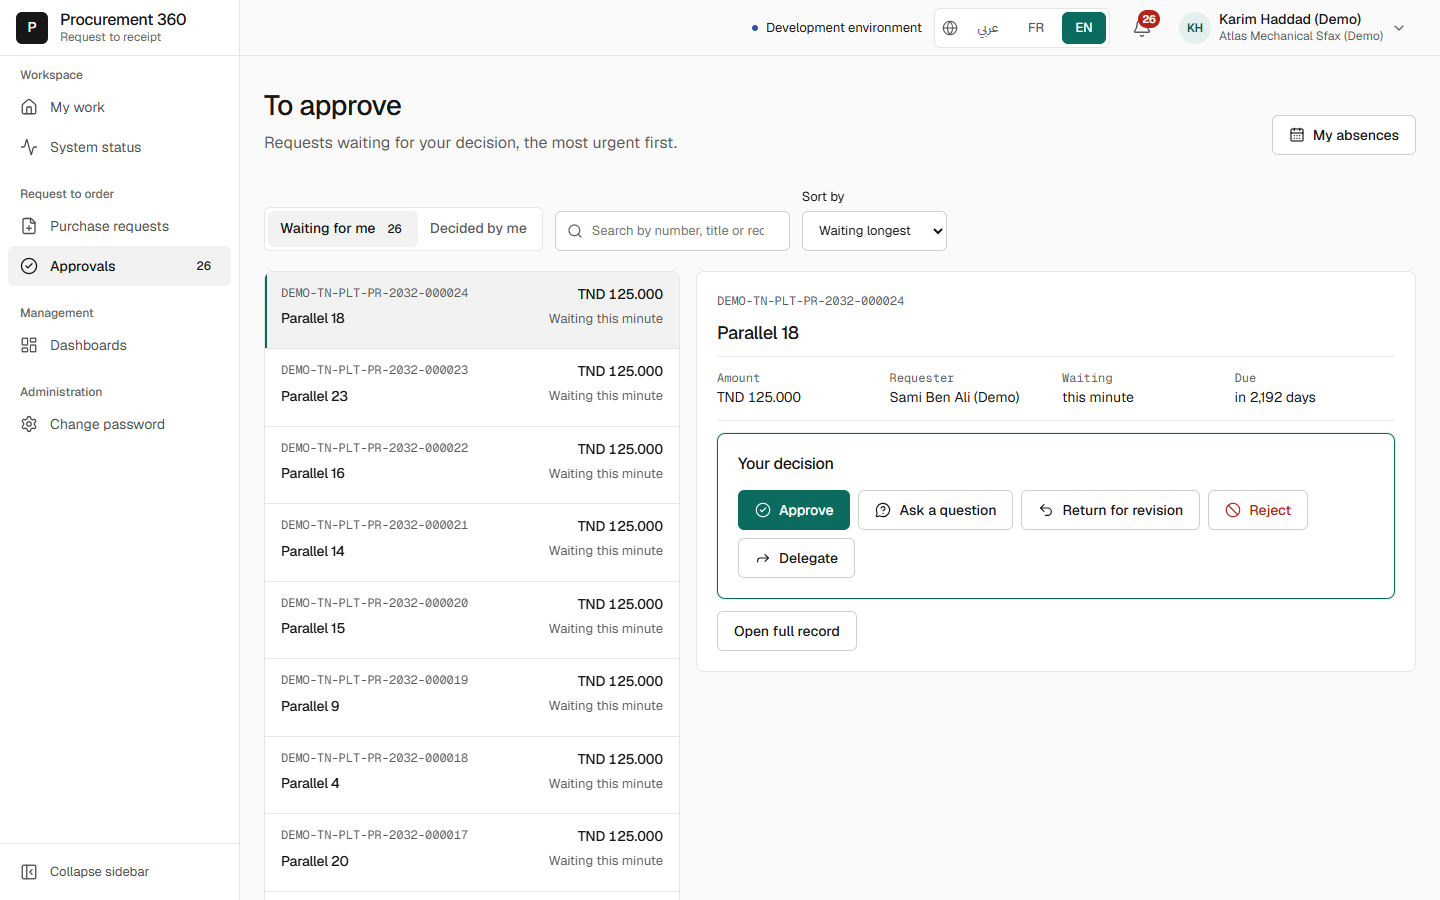 P
Procurement 360
Request to receipt
Development environment
عربي
FR
EN
26
KH
Karim Haddad (Demo)
Atlas Mechanical Sfax (Demo)
Workspace
My work
System status
Request to order
Purchase requests
Approvals 26
Management
Dashboards
Administration
Change password
Collapse sidebar
To approve
Requests waiting for your decision, the most urgent first.
My absences
Waiting for me 26
Decided by me
Search by number, title or rec
Sort by
Waiting longest
DEMO-TN-PLT-PR-2032-000024 TND 125.000
Parallel 18 Waiting this minute
DEMO-TN-PLT-PR-2032-000023 TND 125.000
Parallel 23 Waiting this minute
DEMO-TN-PLT-PR-2032-000022 TND 125.000
Parallel 16 Waiting this minute
DEMO-TN-PLT-PR-2032-000021 TND 125.000
Parallel 14 Waiting this minute
DEMO-TN-PLT-PR-2032-000020 TND 125.000
Parallel 15 Waiting this minute
DEMO-TN-PLT-PR-2032-000019 TND 125.000
Parallel 9 Waiting this minute
DEMO-TN-PLT-PR-2032-000018 TND 125.000
Parallel 4 Waiting this minute
DEMO-TN-PLT-PR-2032-000017 TND 125.000
Parallel 20 Waiting this minute
DEMO-TN-PLT-PR-2032-000024
Parallel 18
Amount Requester Waiting Due
TND 125.000 Sami Ben Ali (Demo) this minute in 2,192 days
Your decision
Approve
Ask a question
Return for revision
Reject
Delegate
Open full record